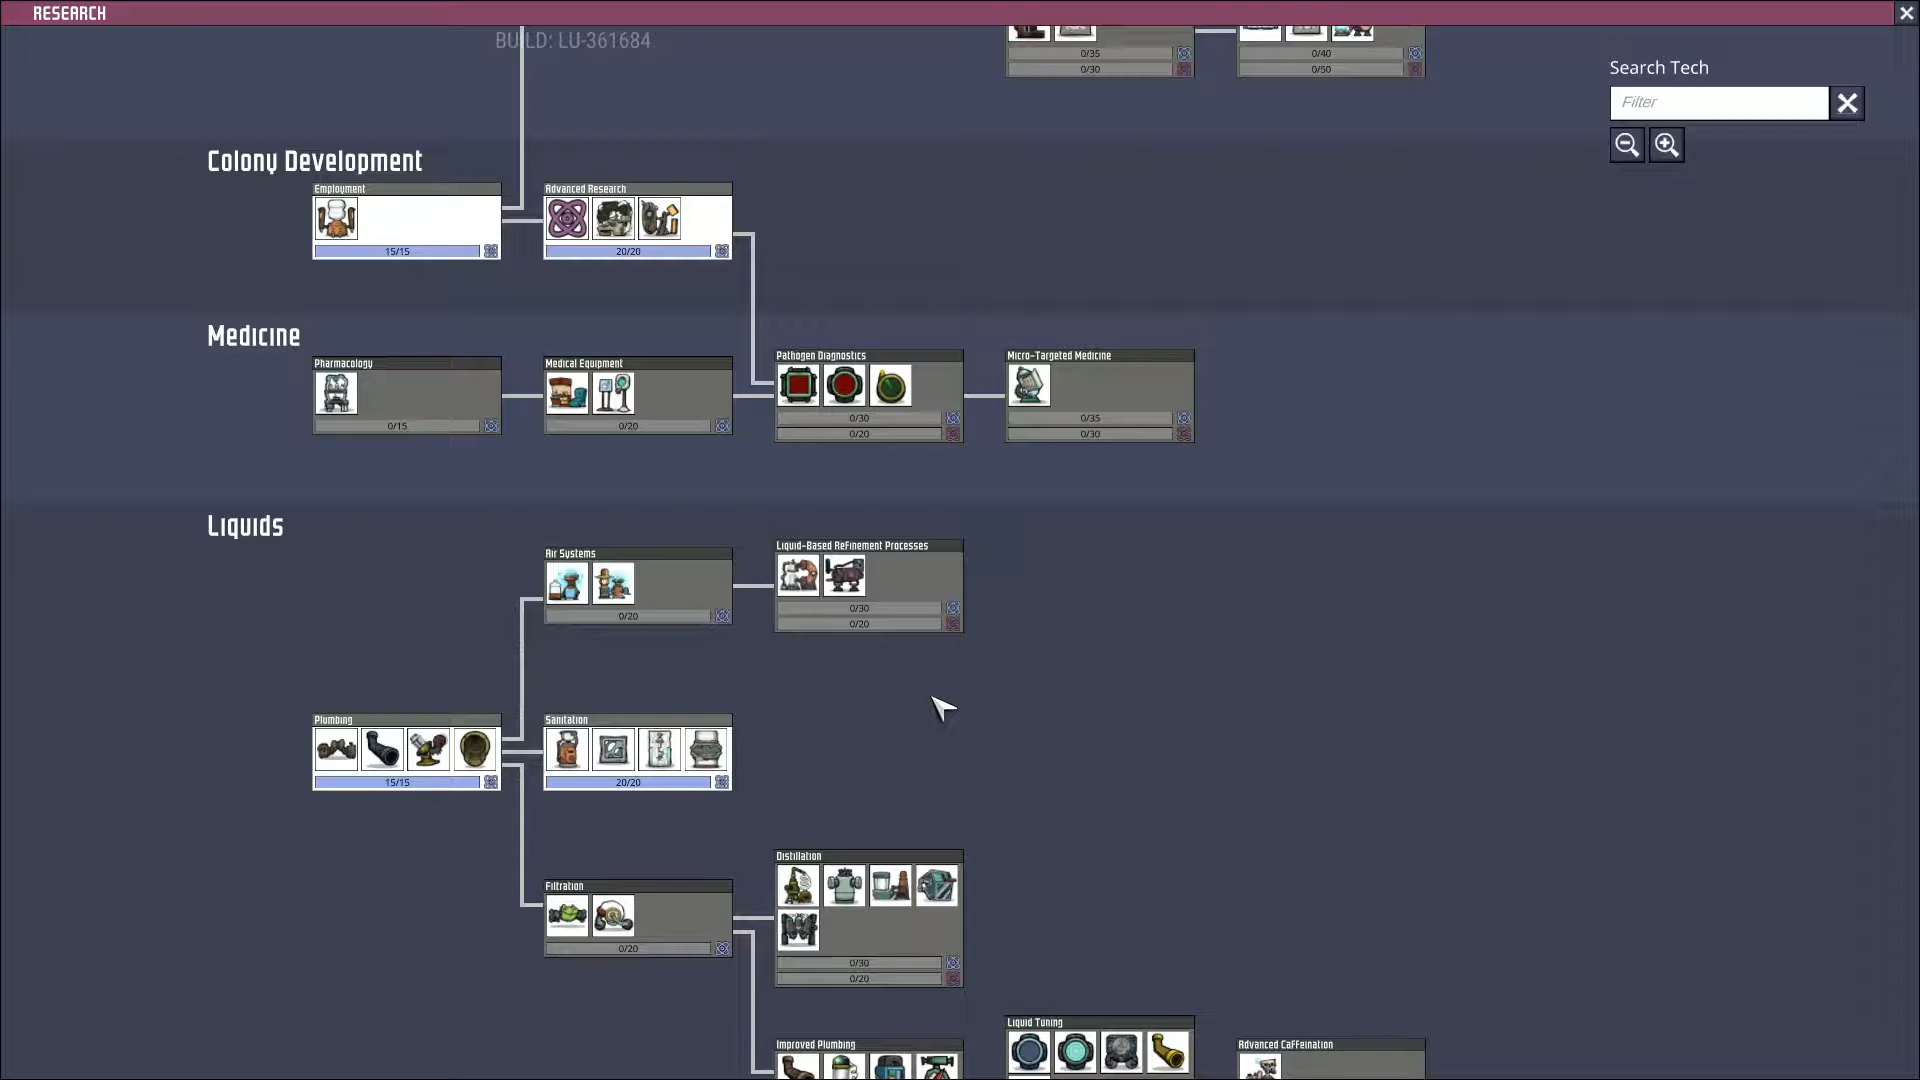 RESEARCH
BUILD: LU-361684
0/35
0/30
0/40
0/50
Search Tech
Filter
Colony Development
Employment
15/15
Advanced Research
20/20
Medicine
Pharmacology
0/15
Medical Equipment
0/20
Pathogen Diagnostics
0/30
0/20
Micro-Targeted Medicine
0/35
0/30
Liquids
Air Systems
0/20
Liquid-Based Refinement Processes
0/30
0/20
Plumbing
15/15
Sanitation
20/20
Filtration
0/20
Distillation
0/30
0/20
Improved Plumbing
Liquid Tuning
Advanced Caffeination